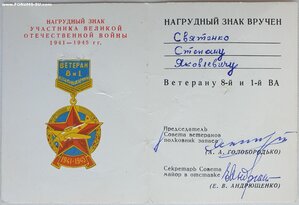 www.FORUMS-SU.com
НАГРУДНЫЙ ЗНАК
УЧАСТНИКА ВЕЛИКОЙ
ОТЕЧЕСТВЕННОЙ ВОЙНЫ
1941—1945 гг.
ВЕТЕРАН
8 и 1
1941-1945
НАГРУДНЫЙ ЗНАК ВРУЧЕН
Святенко
Степану
Яковлевичу
Ветерану 8-й и 1-й ВА
Председатель
Совета ветеранов
полковник запаса
(А. А. ГОЛОБОРОДЬКО)
Секретарь Совета
майор в отставке
(Е. В. АНДРЮЩЕНКО)